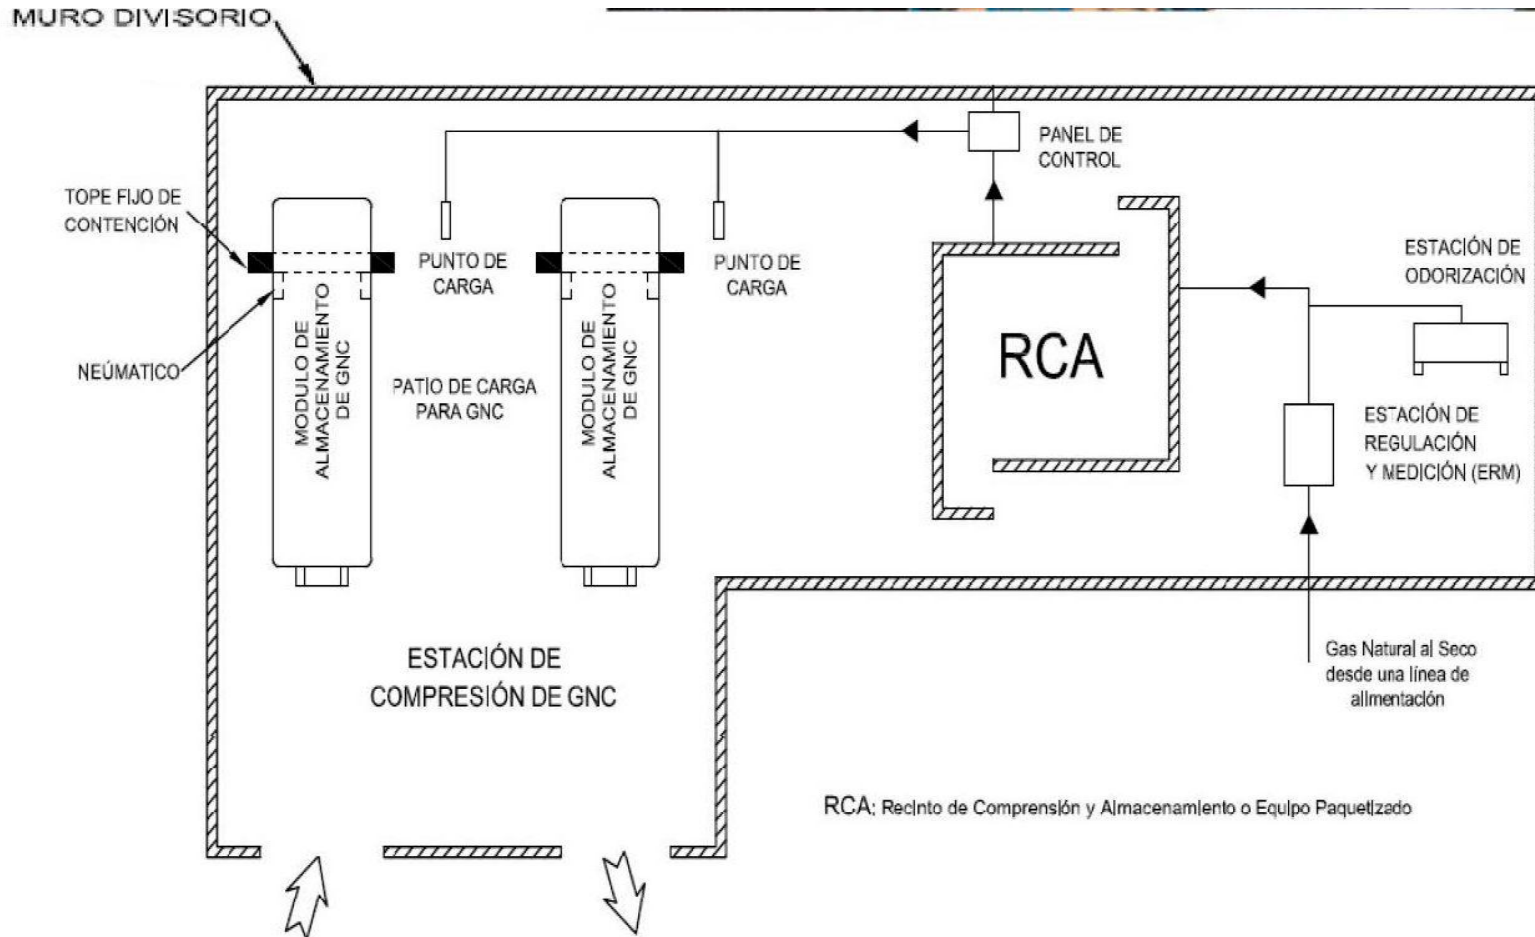 MURO DIVISORIO
PANEL DE
CONTROL
TOPE FIJO DE
CONTENCIÓN
PUNTO DE
CARGA
PUNTO DE
CARGA
ESTACIÓN DE
ODORIZACIÓN
NEÚMATICO
MODULO DE
ALMACENAMIENTO
DE GNC
PATIO DE CARGA
PARA GNC
MODULO DE
ALMACENAMIENTO
DE GNC
RCA
ESTACIÓN DE
REGULACIÓN
Y MEDICIÓN (ERM)
ESTACIÓN DE
COMPRESIÓN DE GNC
Gas Natural al Seco
desde una línea de
alimentación
RCA: Recinto de Comprensión y Almacenamiento o Equipo Paquetizado